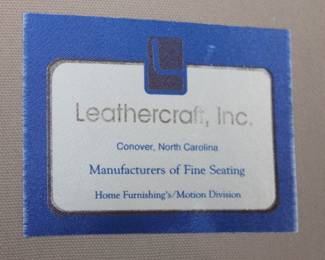 Leathercraft, Inc.
Conover, North Carolina
Manufacturers of Fine Seating
Home Furnishing's/Motion Division